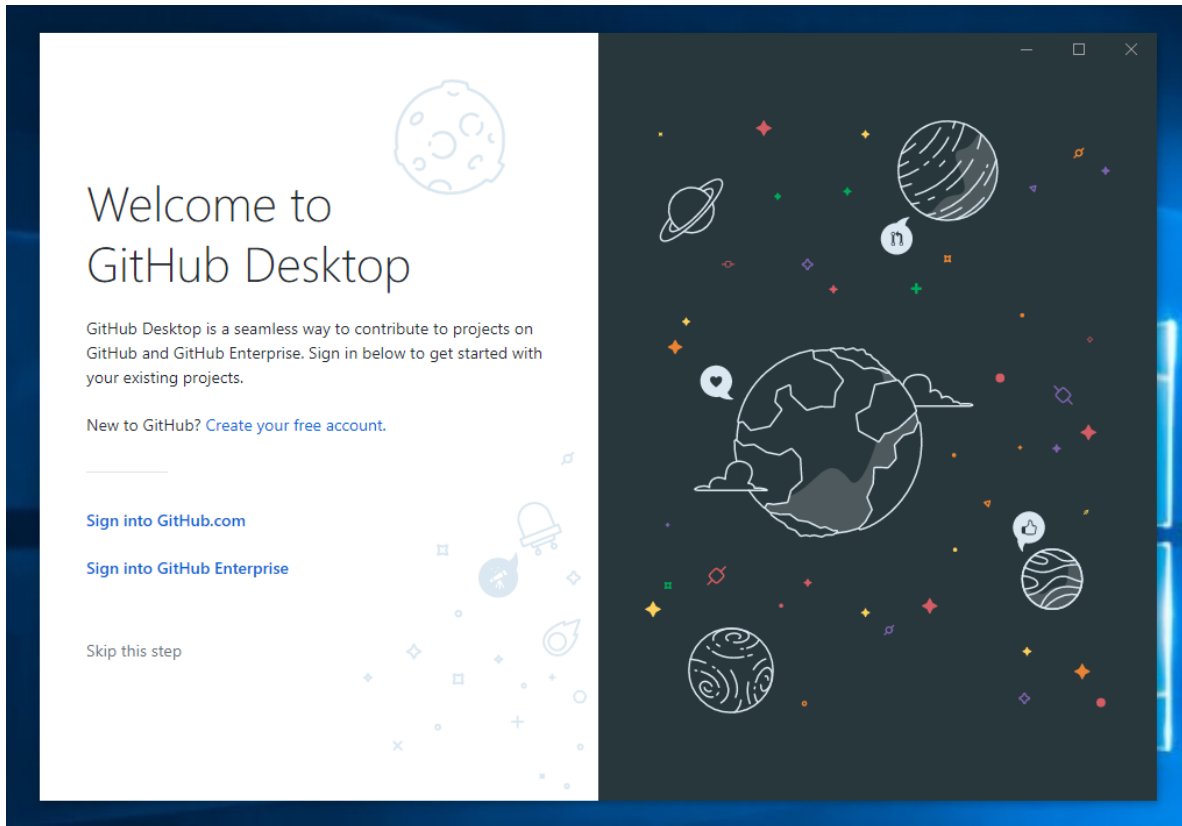 Welcome to
GitHub Desktop
GitHub Desktop is a seamless way to contribute to projects on
GitHub and GitHub Enterprise. Sign in below to get started with
your existing projects.
New to GitHub? Create your free account.
Sign into GitHub.com
Sign into GitHub Enterprise
Skip this step